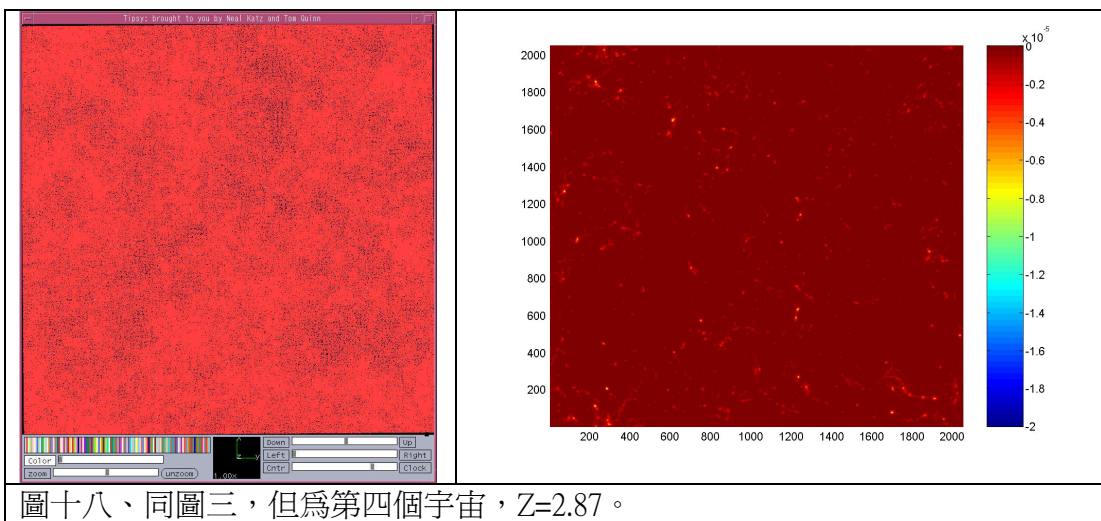 Tipsy: brought to you by Neal Katz and Tom Quinn
Color
zoom
unzoom
1.00x
y
z
Down
Up
Left
Right
Cntr
Clock
x 10^-5
2000
1800
1600
1400
1200
1000
800
600
400
200
200 400 600 800 1000 1200 1400 1600 1800 2000
0
-0.2
-0.4
-0.6
-0.8
-1
-1.2
-1.4
-1.6
-1.8
-2
圖十八、同圖三，但爲第四個宇宙，Z=2.87。